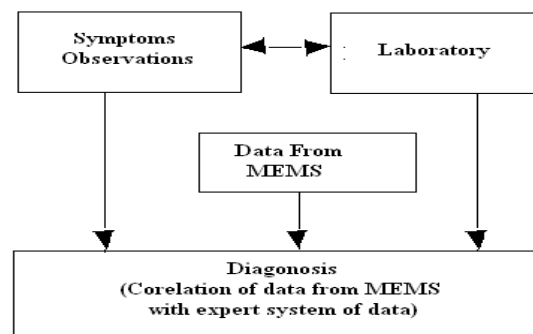 Symptoms
Observations
Laboratory
Data From
MEMS
Diagonosis
(Corelation of data from MEMS
with expert system of data)